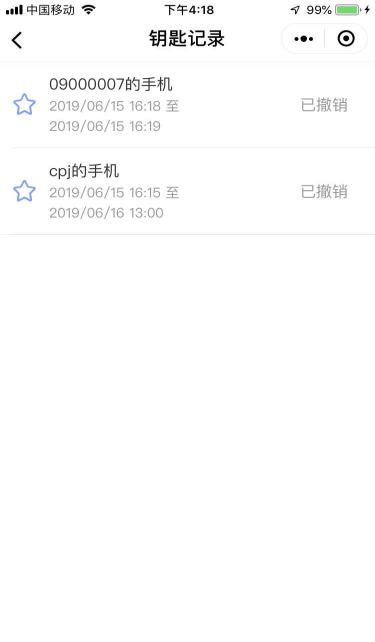 中国移动 下午4:18 99%
钥匙记录
09000007的手机
2019/06/15 16:18 至
2019/06/15 16:19
已撤销
cpj的手机
2019/06/15 16:15 至
2019/06/16 13:00
已撤销